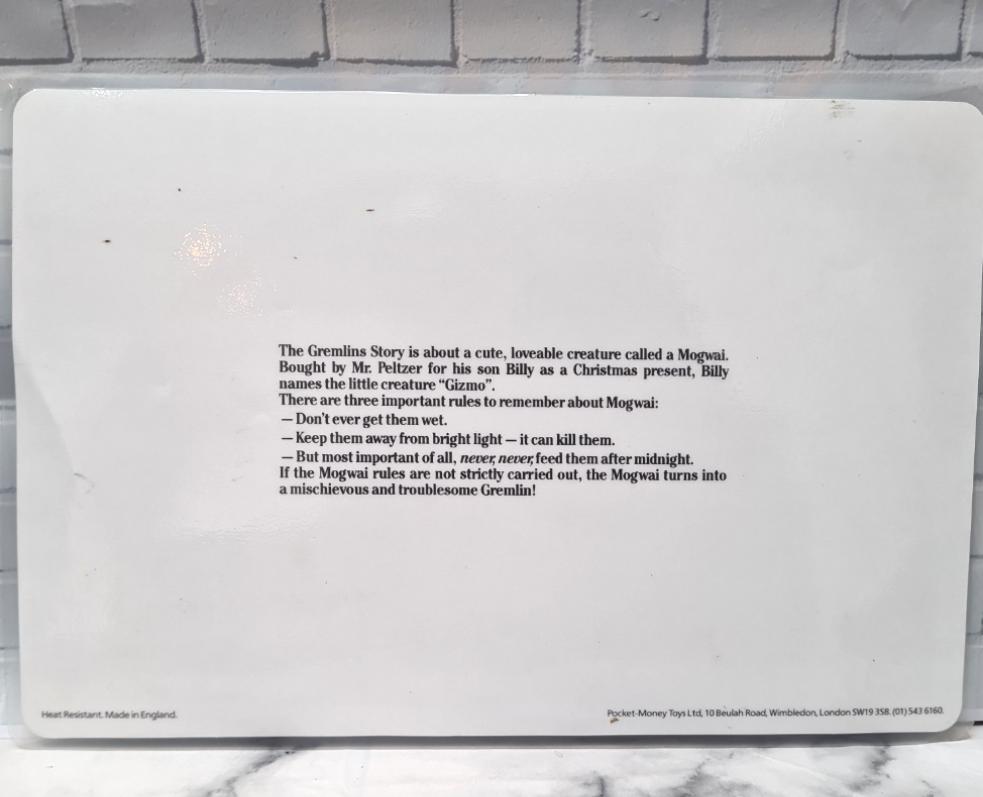 The Gremlins Story is about a cute, loveable creature called a Mogwai.
Bought by Mr. Peltzer for his son Billy as a Christmas present, Billy
names the little creature “Gizmo”.
There are three important rules to remember about Mogwai:
— Don’t ever get them wet.
— Keep them away from bright light — it can kill them.
— But most important of all, never, never, feed them after midnight.
If the Mogwai rules are not strictly carried out, the Mogwai turns into
a mischievous and troublesome Gremlin!
Heat Resistant. Made in England.
Pocket-Money Toys Ltd, 10 Beulah Road, Wimbledon, London SW19 3SB. (01) 543 6160.